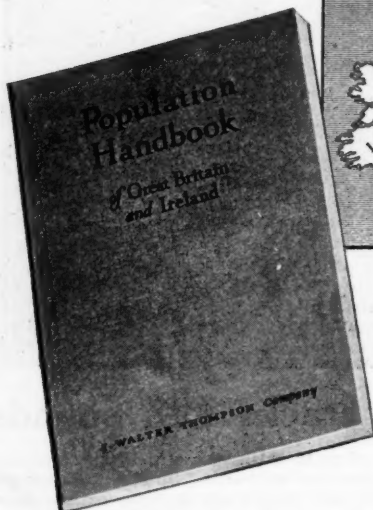 Population
Handbook
of Great Britain
and Ireland
J. WALTER THOMPSON Company